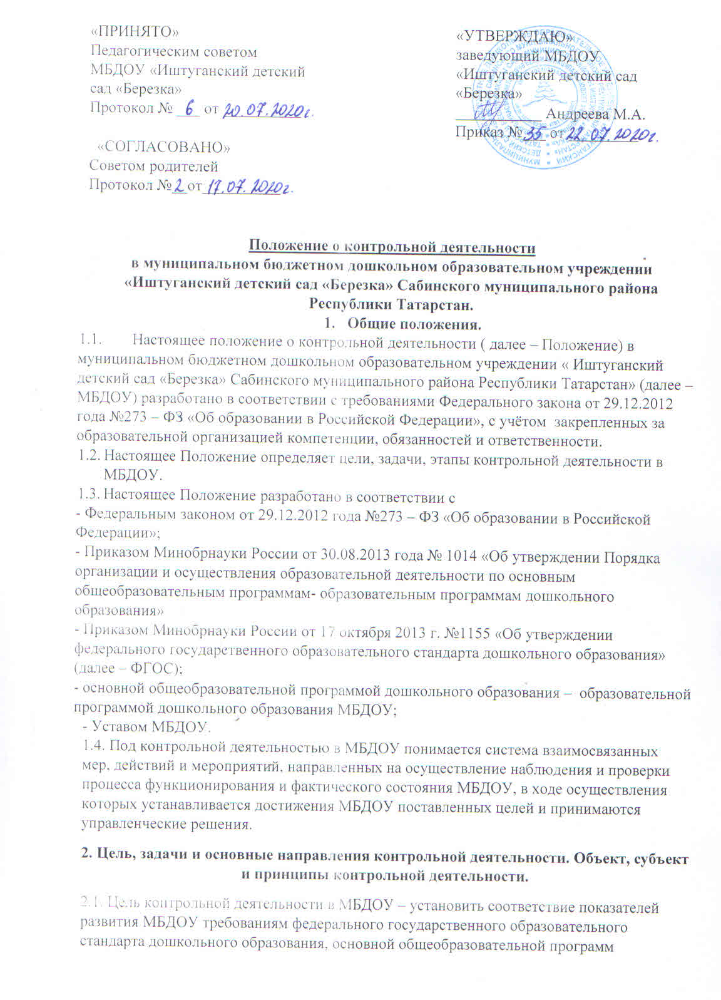 «ПРИНЯТО»
Педагогическим советом
МБДОУ «Иштуганский детский
сад «Березка»
Протокол № 6 от 20.07.2020г.
«СОГЛАСОВАНО»
Советом родителей
Протокол № 2 от 17.07.2020г.
«УТВЕРЖДАЮ»
заведующий МБДОУ
«Иштуганский детский сад
«Березка»
____________ Андреева М.А.
Приказ № 35 от 22.07.2020г.
Положение о контрольной деятельности
в муниципальном бюджетном дошкольном образовательном учреждении
«Иштуганский детский сад «Березка» Сабинского муниципального района
Республики Татарстан.
1. Общие положения.
1.1. Настоящее положение о контрольной деятельности ( далее – Положение) в
муниципальном бюджетном дошкольном образовательном учреждении « Иштуганский
детский сад «Березка» Сабинского муниципального района Республики Татарстан» (далее –
МБДОУ) разработано в соответствии с требованиями Федерального закона от 29.12.2012
года №273 – ФЗ «Об образовании в Российской Федерации», с учётом закрепленных за
образовательной организацией компетенции, обязанностей и ответственности.
1.2. Настоящее Положение определяет цели, задачи, этапы контрольной деятельности в
МБДОУ.
1.3. Настоящее Положение разработано в соответствии с
- Федеральным законом от 29.12.2012 года №273 – ФЗ «Об образовании в Российской
Федерации»;
- Приказом Минобрнауки России от 30.08.2013 года № 1014 «Об утверждении Порядка
организации и осуществления образовательной деятельности по основным
общеобразовательным программам- образовательным программам дошкольного
образования»
- Приказом Минобрнауки России от 17 октября 2013 г. №1155 «Об утверждении
федерального государственного образовательного стандарта дошкольного образования»
(далее – ФГОС);
- основной общеобразовательной программой дошкольного образования – образовательной
программой дошкольного образования МБДОУ;
- Уставом МБДОУ.
1.4. Под контрольной деятельностью в МБДОУ понимается система взаимосвязанных
мер, действий и мероприятий, направленных на осуществление наблюдения и проверки
процесса функционирования и фактического состояния МБДОУ, в ходе осуществления
которых устанавливается достижения МБДОУ поставленных целей и принимаются
управленческие решения.
2. Цель, задачи и основные направления контрольной деятельности. Объект, субъект
и принципы контрольной деятельности.
2.1. Цель контрольной деятельности в МБДОУ – установить соответствие показателей
развития МБДОУ требованиям федерального государственного образовательного
стандарта дошкольного образования, основной общеобразовательной программ